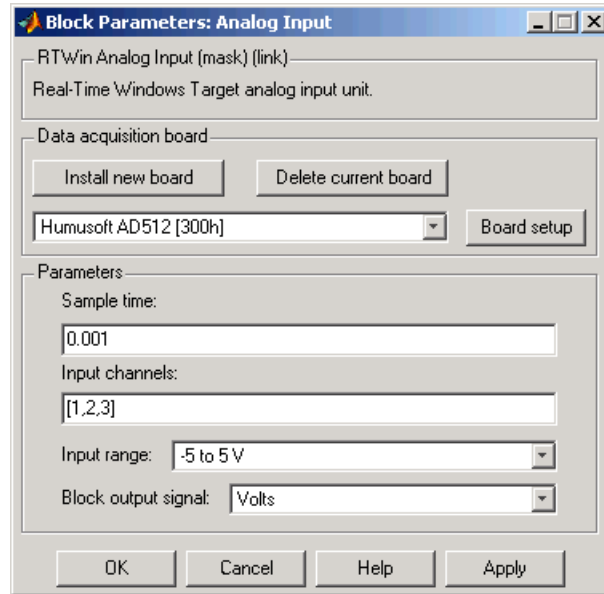 Block Parameters: Analog Input
RTWin Analog Input (mask) (link)
Real-Time Windows Target analog input unit.
Data acquisition board
Install new board Delete current board
Humusoft AD512 [300h] Board setup
Parameters
Sample time:
0.001
Input channels:
[1,2,3]
Input range: -5 to 5 V
Block output signal: Volts
OK Cancel Help Apply